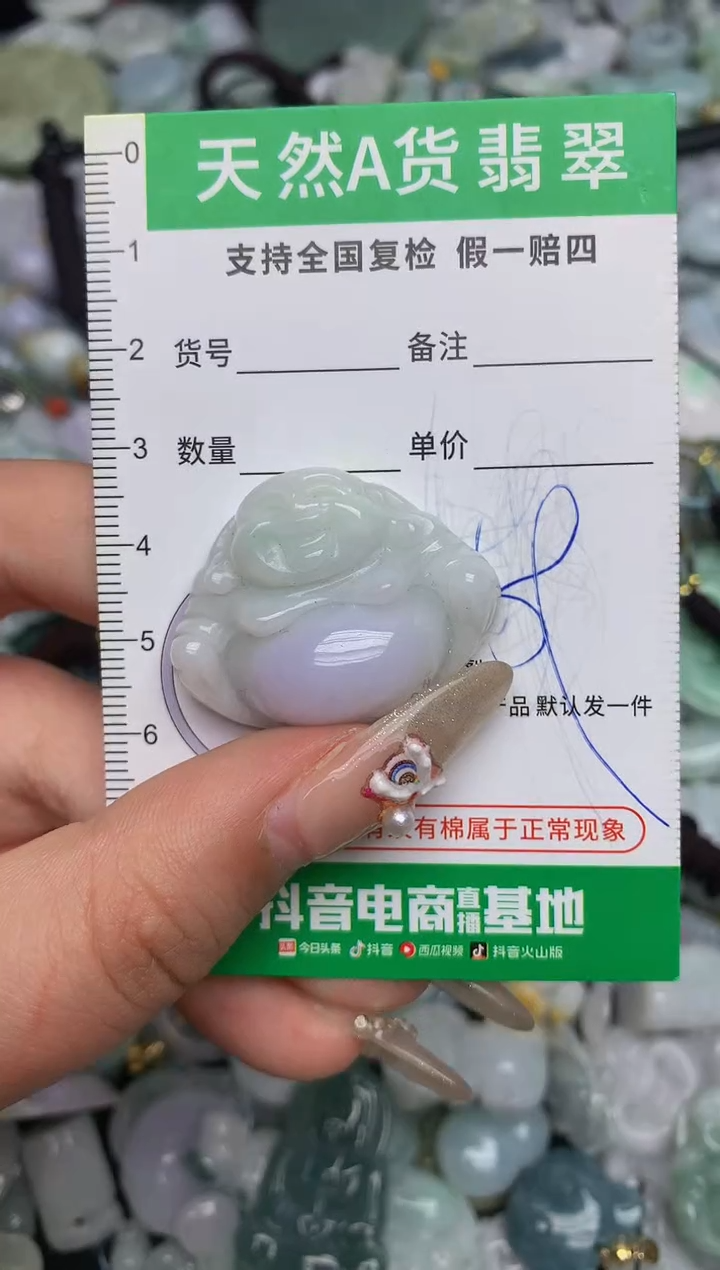 天然A货翡翠
支持全国复检 假一赔四
0
1
2
3
4
5
6
货号 备注
数量 单价
品 默认发一件
有棉属于正常现象
抖音电商直播基地
头条 今日头条 抖音 西瓜视频 抖音火山版